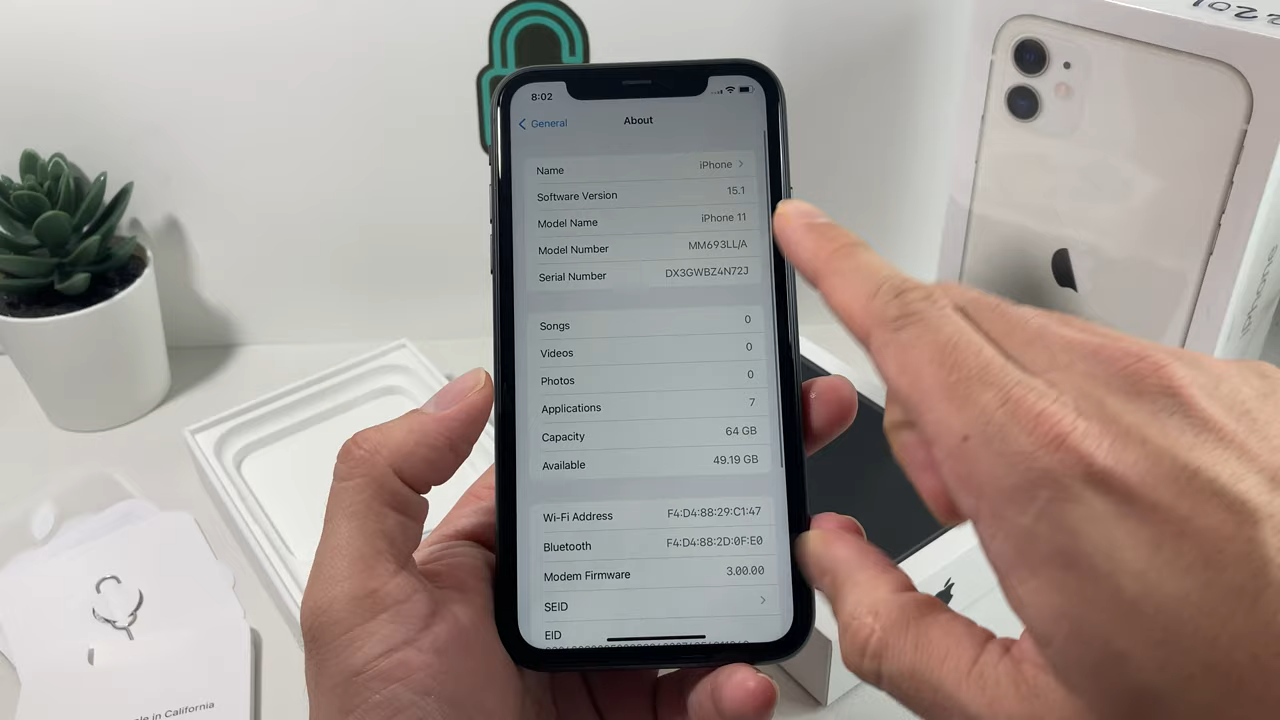 8:02
General
About
Name iPhone
Software Version 15.1
Model Name iPhone 11
Model Number MM693LL/A
Serial Number DX3GWBZ4N72J
Songs 0
Videos 0
Photos 0
Applications 7
Capacity 64 GB
Available 49.19 GB
Wi-Fi Address F4:D4:88:29:C1:47
Bluetooth F4:D4:88:2D:0F:E0
Modem Firmware 3.00.00
SEID
EID
iPhone
in California